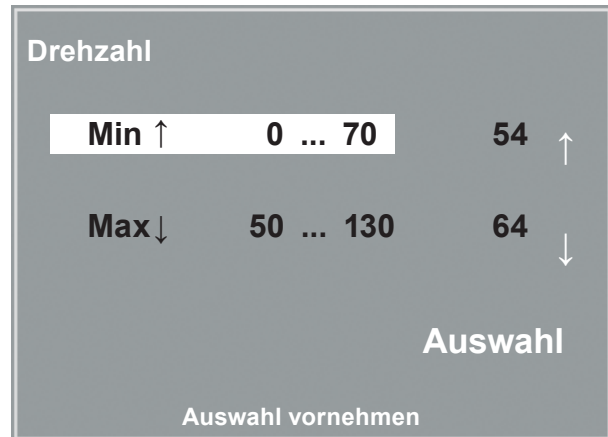 Drehzahl
Min ↑ 0 ... 70 54 ↑
Max↓ 50 ... 130 64 ↓
Auswahl
Auswahl vornehmen